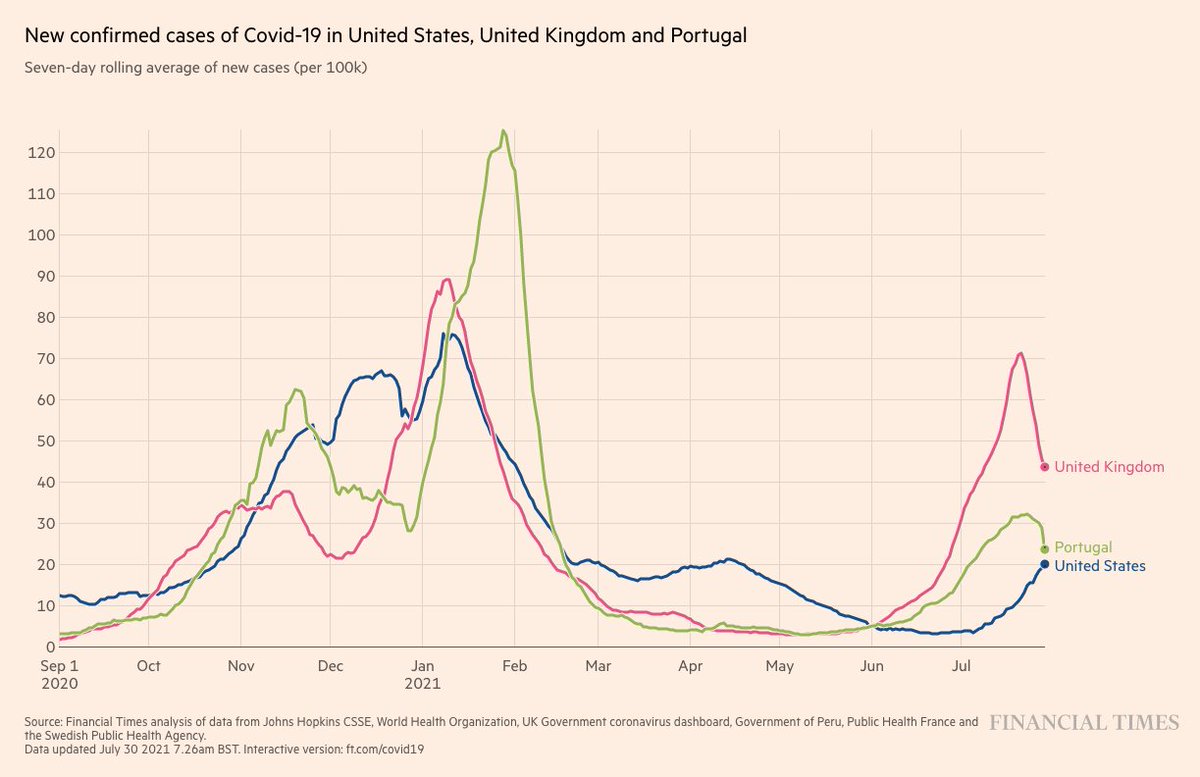 New confirmed cases of Covid-19 in United States, United Kingdom and Portugal
Seven-day rolling average of new cases (per 100k)
120
110
100
90
80
70
60
50
40
30
20
10
0
United Kingdom
Portugal
United States
Sep 1 Oct Nov Dec Jan Feb Mar Apr May Jun Jul
2020 2021
Source: Financial Times analysis of data from Johns Hopkins CSSE, World Health Organization, UK Government coronavirus dashboard, Government of Peru, Public Health France and
the Swedish Public Health Agency.
Data updated July 30 2021 7.26am BST. Interactive version: ft.com/covid19
FINANCIAL TIMES